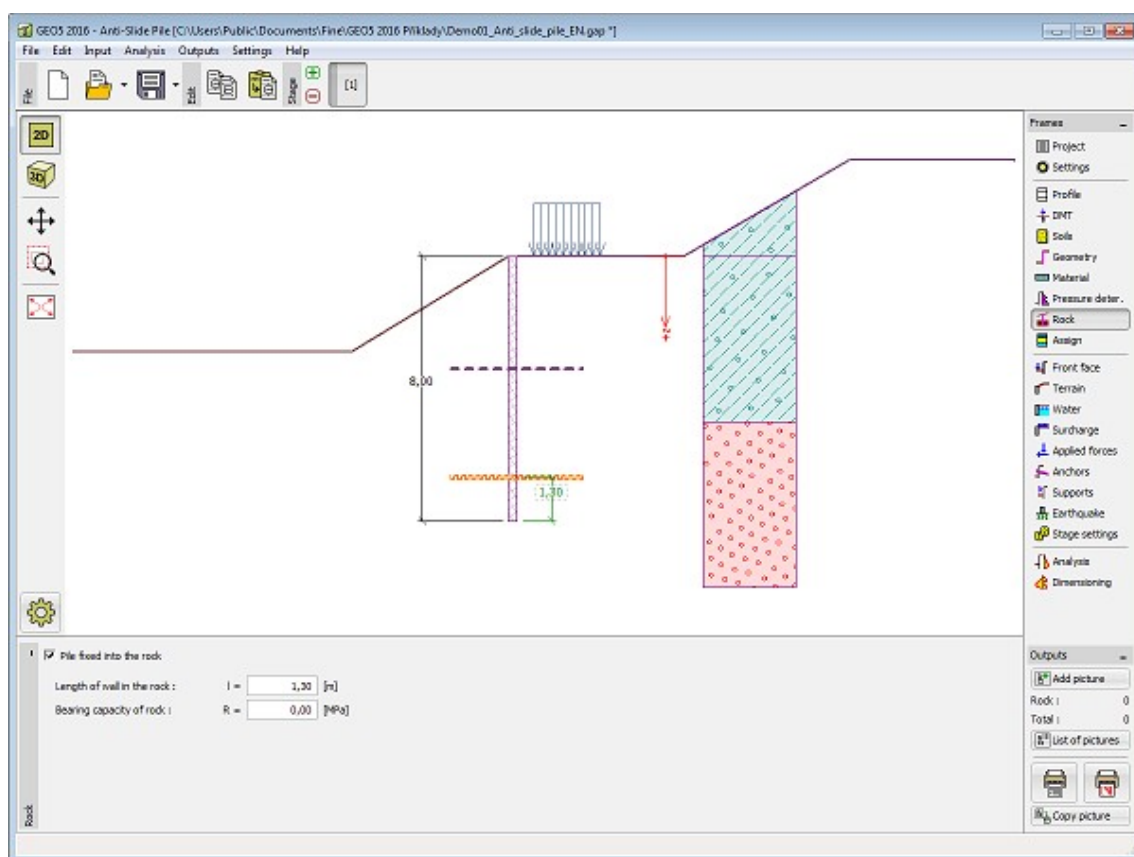 GEO5 2016 - Anti-Slide Pile [C:\Users\Public\Documents\Fine\GEO5 2016 Příklady\Demo01_Anti_slide_pile_EN.gap *]
File Edit Input Analysis Outputs Settings Help
File
Edit
Stage
[1]
2D
3D
8,00
+z
1,30
Frames
Project
Settings
Profile
DMT
Soils
Geometry
Material
Pressure deter.
Rock
Assign
Front face
Terrain
Water
Surcharge
Applied forces
Anchors
Supports
Earthquake
Stage settings
Analysis
Dimensioning
Pile fixed into the rock
Length of wall in the rock : l = 1,30 [m]
Bearing capacity of rock : R = 0,00 [MPa]
Rock
Outputs
Add picture
Rock : 0
Total : 0
List of pictures
Copy picture